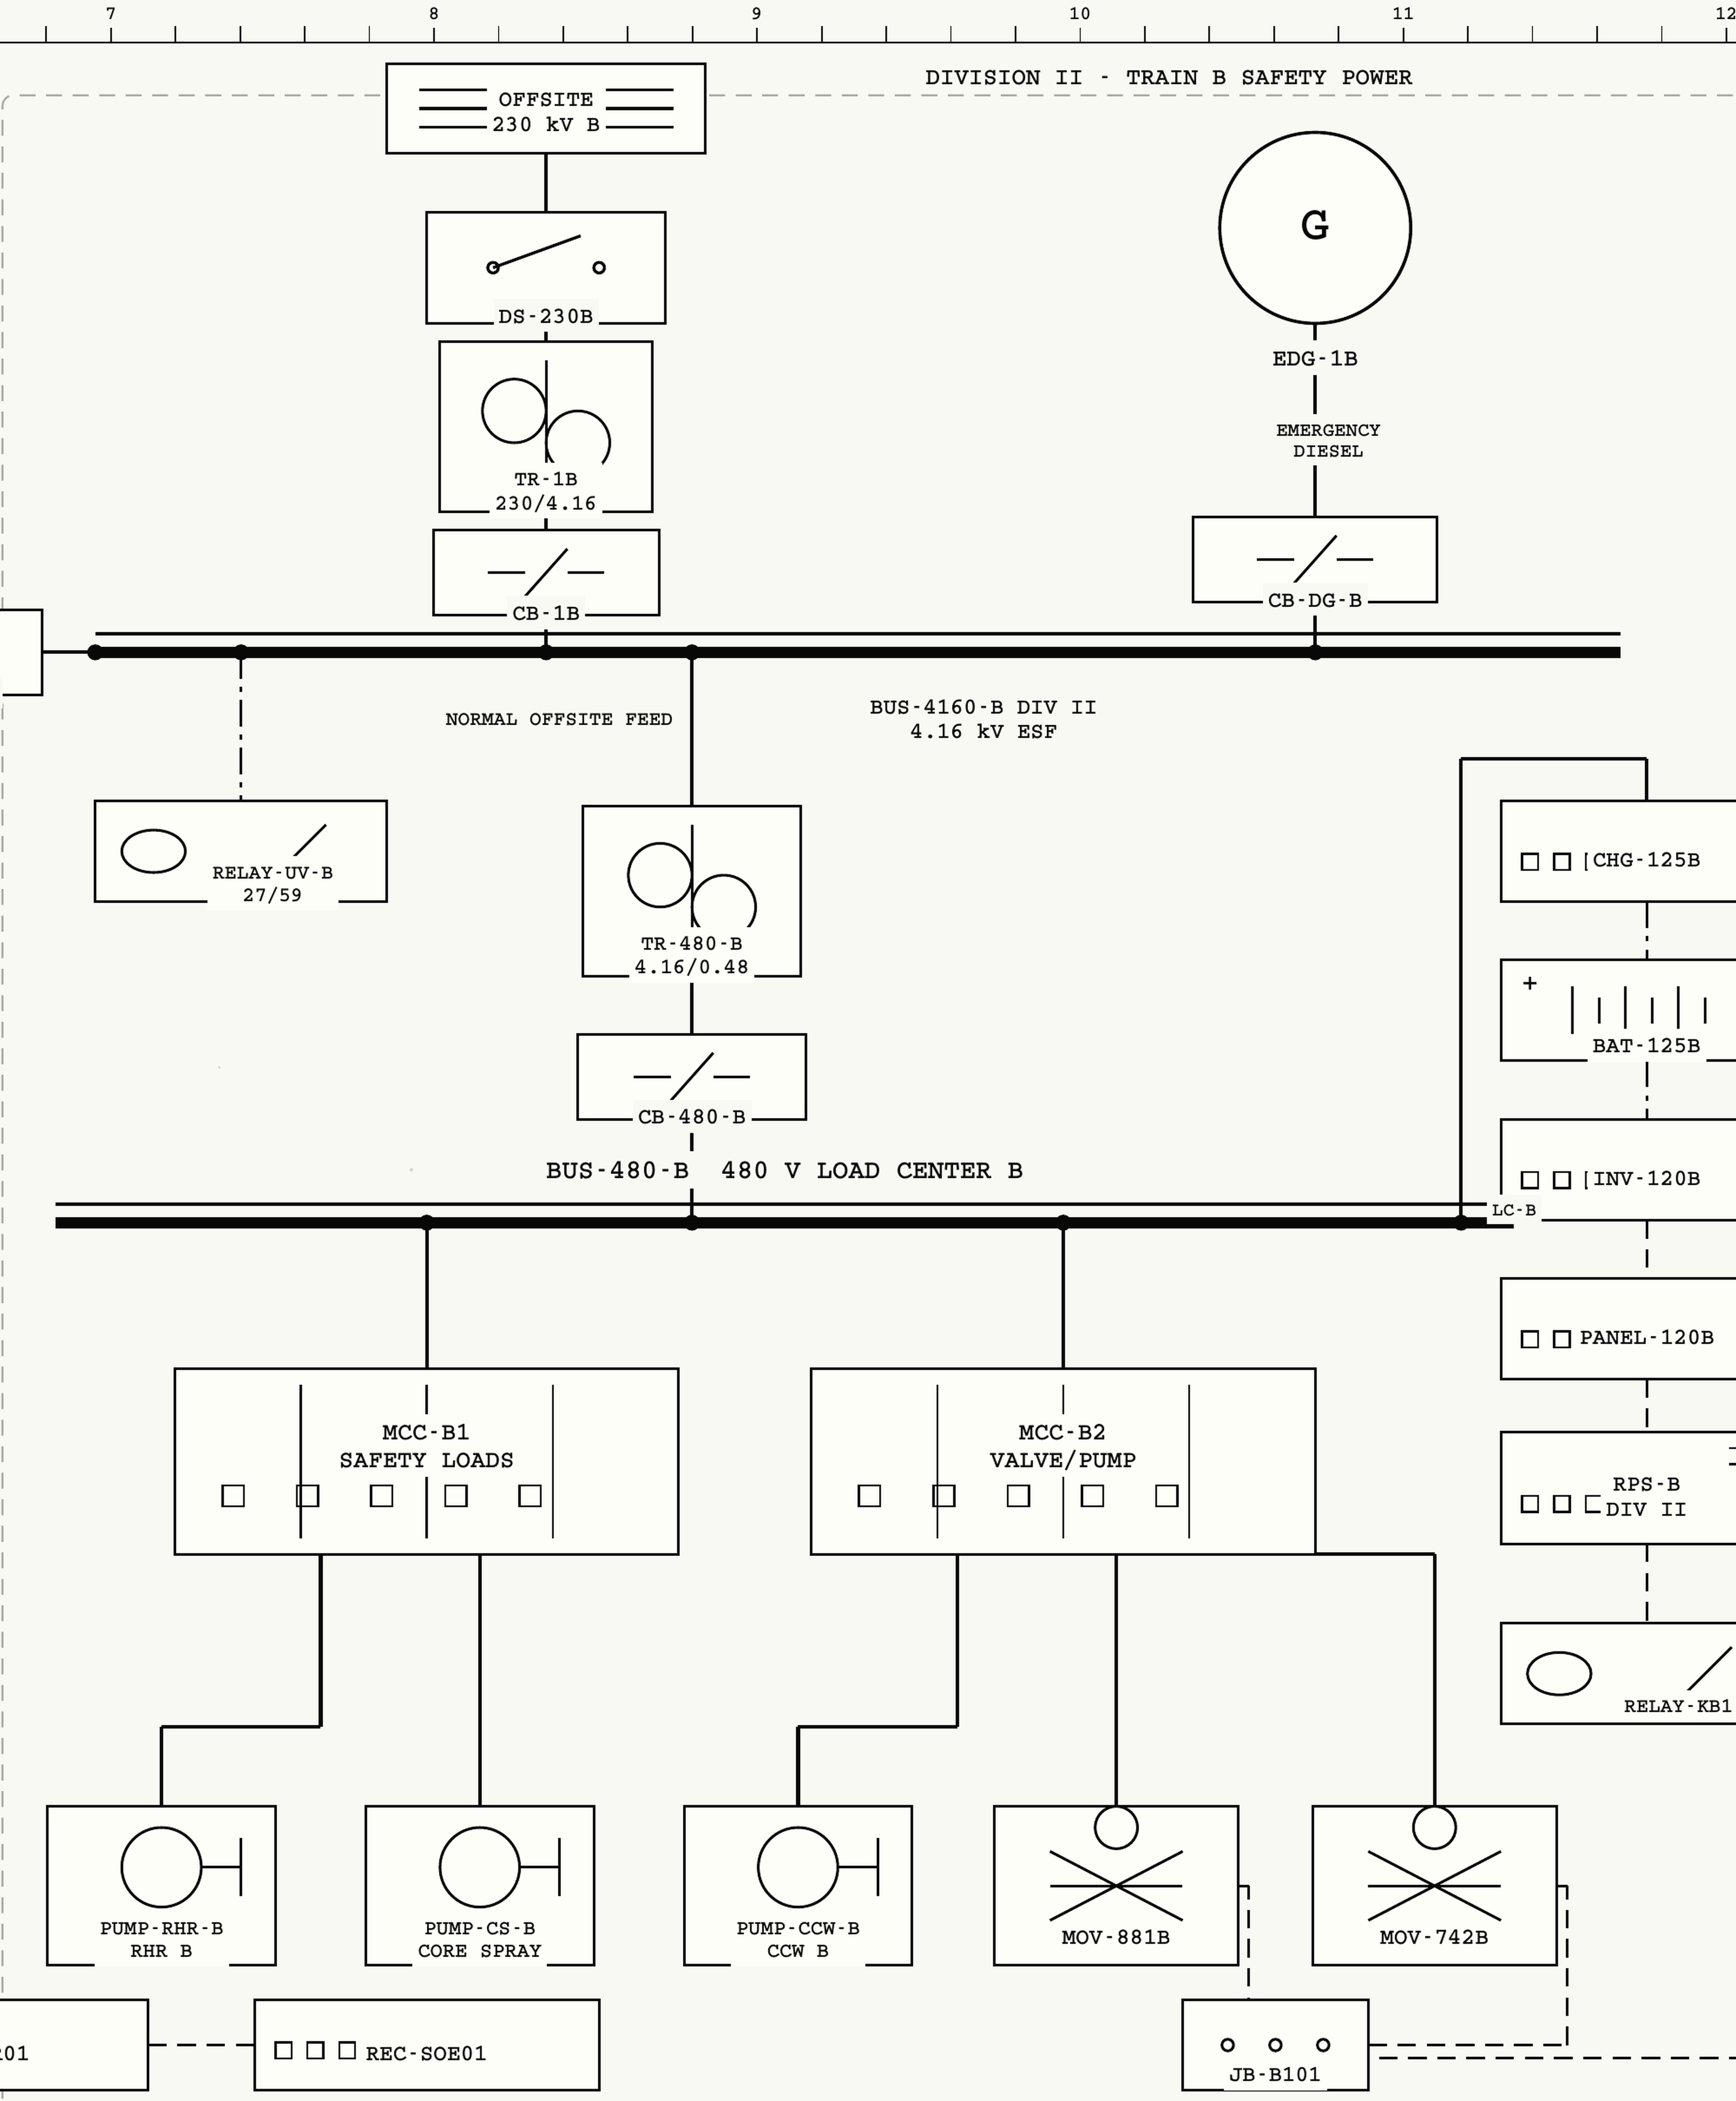 7 8 9 10 11 12
DIVISION II - TRAIN B SAFETY POWER
OFFSITE
230 kV B
G
DS-230B
EDG-1B
EMERGENCY
DIESEL
TR-1B
230/4.16
CB-1B
CB-DG-B
NORMAL OFFSITE FEED
BUS-4160-B DIV II
4.16 kV ESF
RELAY-UV-B
27/59
CHG-125B
TR-480-B
4.16/0.48
+
BAT-125B
CB-480-B
BUS-480-B 480 V LOAD CENTER B
INV-120B
LC-B
PANEL-120B
MCC-B1
SAFETY LOADS
MCC-B2
VALVE/PUMP
RPS-B
DIV II
RELAY-KB1
PUMP-RHR-B
RHR B
PUMP-CS-B
CORE SPRAY
PUMP-CCW-B
CCW B
MOV-881B
MOV-742B
01
REC-SOE01
JB-B101